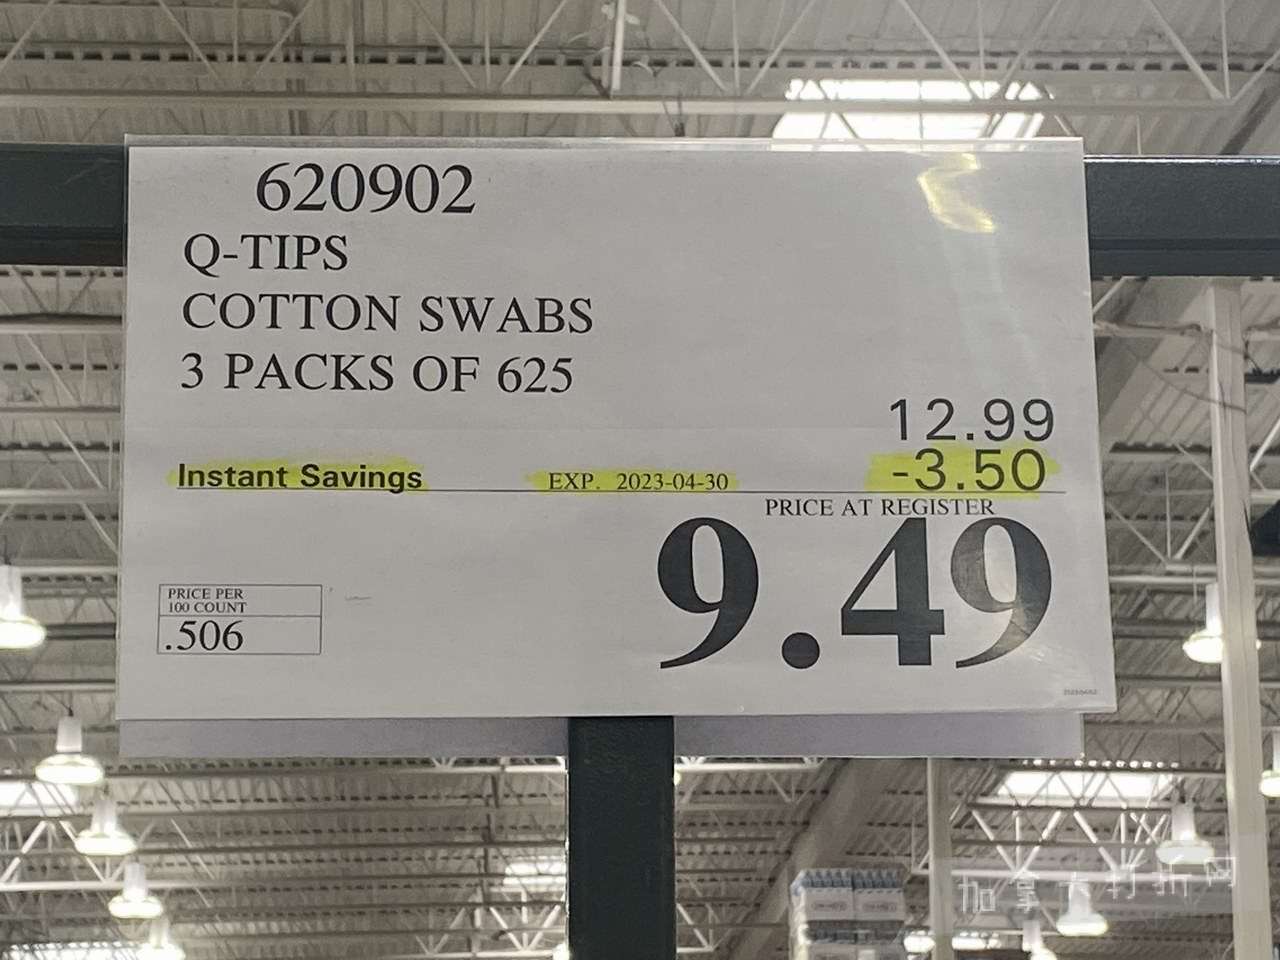 620902
Q-TIPS
COTTON SWABS
3 PACKS OF 625
12.99
Instant Savings EXP. 2023-04-30 -3.50
PRICE AT REGISTER
9.49
PRICE PER
100 COUNT
.506
加拿大打折网